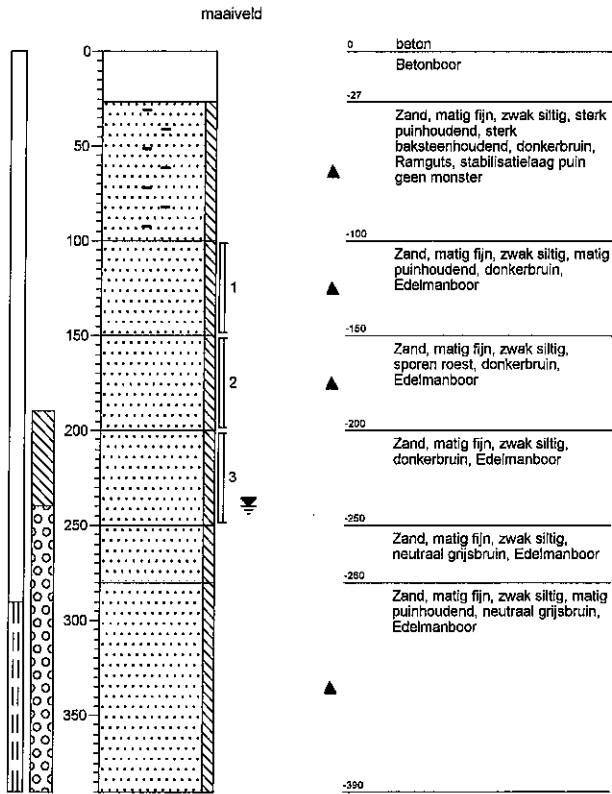 maaiveld
0
50
100
150
200
250
300
350
1
2
3
0 beton
Betonboor
-27
Zand, matig fijn, zwak siltig, sterk
puinhoudend, sterk
baksteenhoudend, donkerbruin,
Ramguts, stabilisatielaag puin
geen monster
-100
Zand, matig fijn, zwak siltig, matig
puinhoudend, donkerbruin,
Edelmanboor
-150
Zand, matig fijn, zwak siltig,
sporen roest, donkerbruin,
Edelmanboor
-200
Zand, matig fijn, zwak siltig,
donkerbruin, Edelmanboor
-250
Zand, matig fijn, zwak siltig,
neutraal grijsbruin, Edelmanboor
-280
Zand, matig fijn, zwak siltig, matig
puinhoudend, neutraal grijsbruin,
Edelmanboor
-390